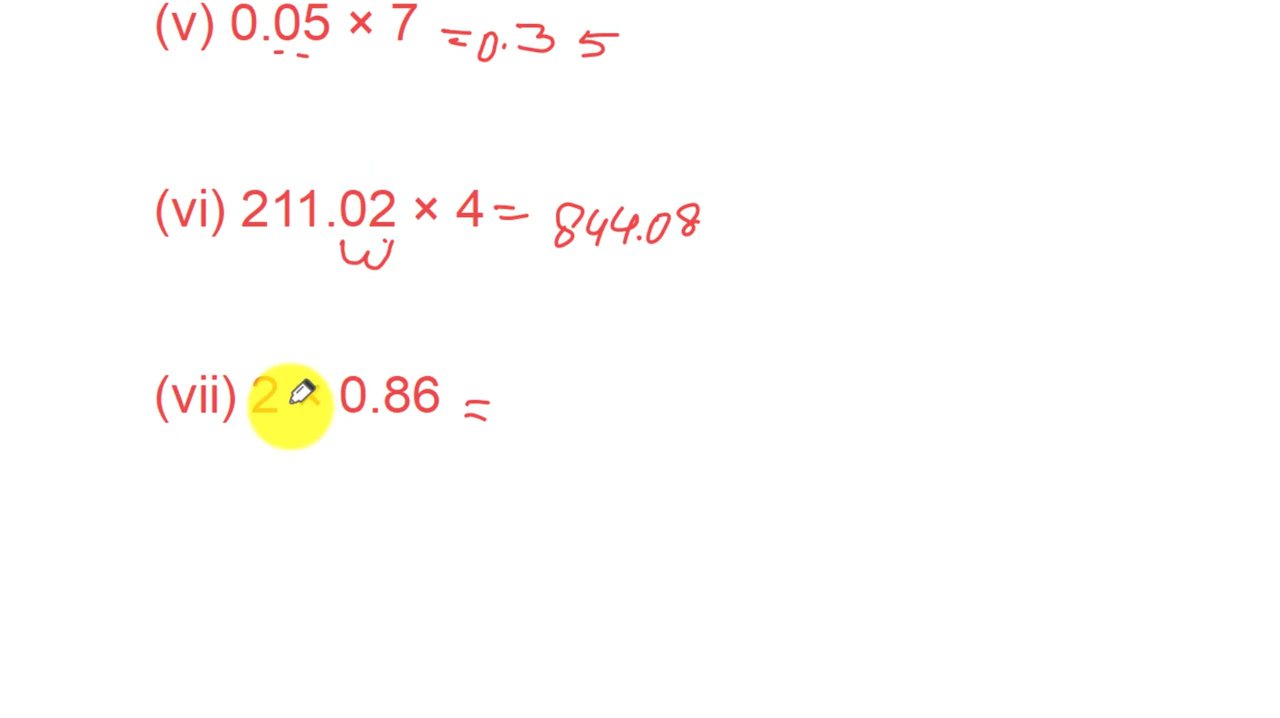 (v) 0.05 × 7 = 0.35
(vi) 211.02 × 4 = 844.08
(vii) 2 × 0.86 =